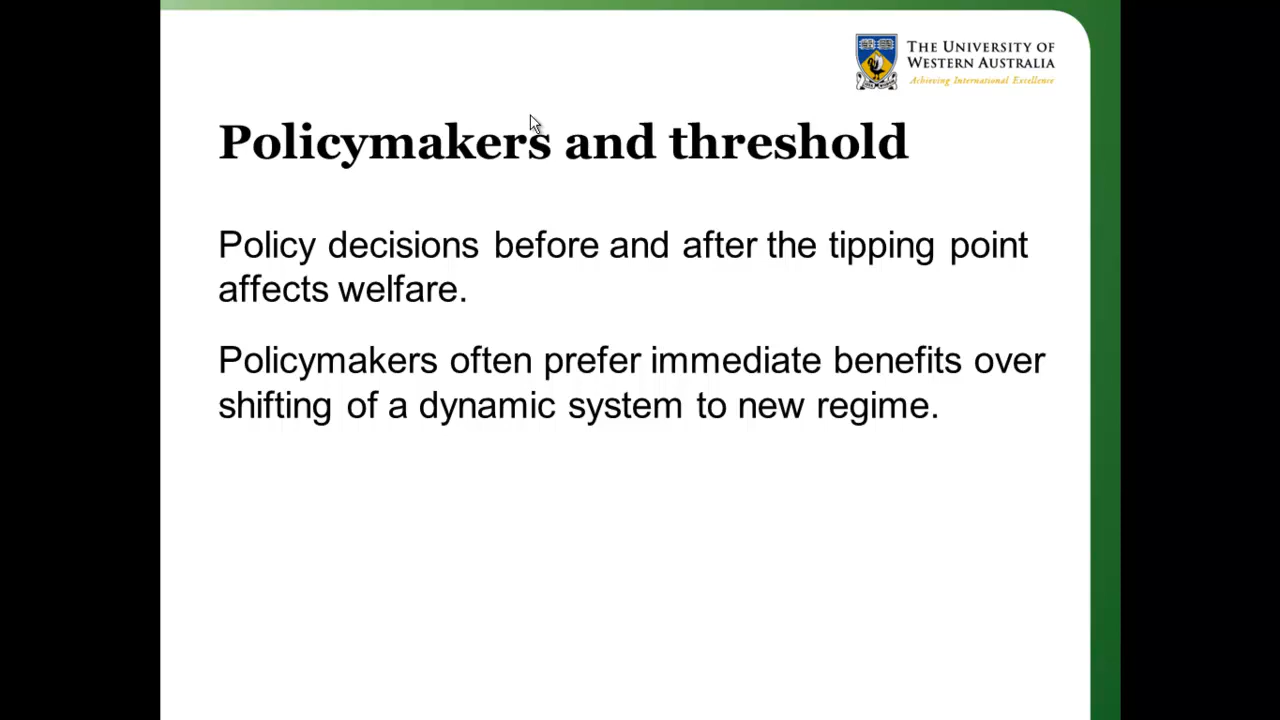 THE UNIVERSITY OF
WESTERN AUSTRALIA
Achieving International Excellence
Policymakers and threshold
Policy decisions before and after the tipping point
affects welfare.
Policymakers often prefer immediate benefits over
shifting of a dynamic system to new regime.